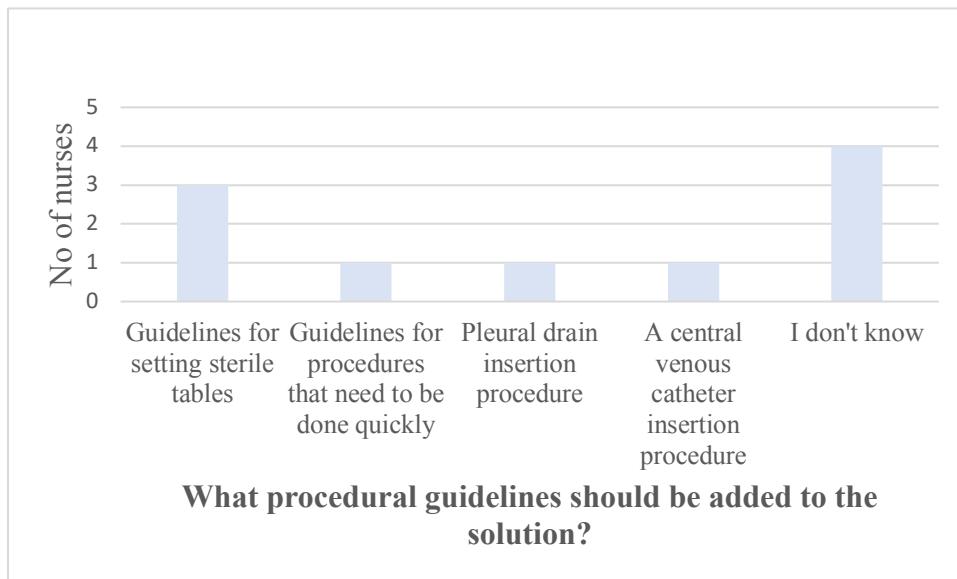 No of nurses
5
4
3
2
1
0
Guidelines for
setting sterile
tables
Guidelines for
procedures
that need to be
done quickly
Pleural drain
insertion
procedure
A central
venous
catheter
insertion
procedure
I don't know
What procedural guidelines should be added to the
solution?